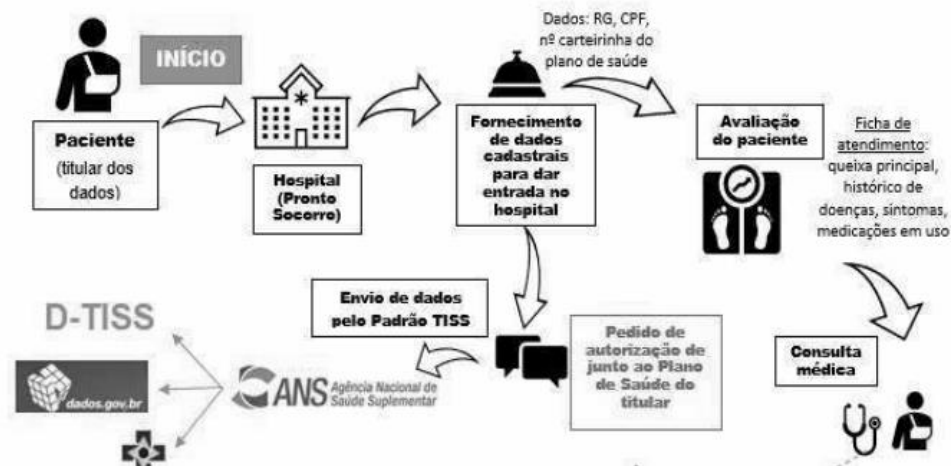 INÍCIO
Paciente
(titular dos
dados)
Hospital
(Pronto
Socorro)
Dados: RG, CPF,
nº carteirinha do
plano de saúde
Fornecimento
de dados
cadastrais
para dar
entrada no
hospital
Avaliação
do paciente
Ficha de
atendimento:
queixa principal,
histórico de
doenças, sintomas,
medicações em uso
Envio de dados
pelo Padrão TISS
Pedido de
autorização de
junto ao Plano
de Saúde do
titular
Consulta
médica
D-TISS
dados.gov.br
ANS Agência Nacional de
Saúde Suplementar